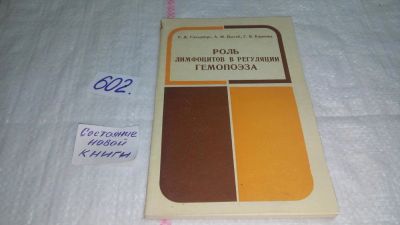 602.
Состояние
новой
книги
РОЛЬ
ЛИМФОЦИТОВ В РЕГУЛЯЦИИ
ГЕМОПОЭЗА